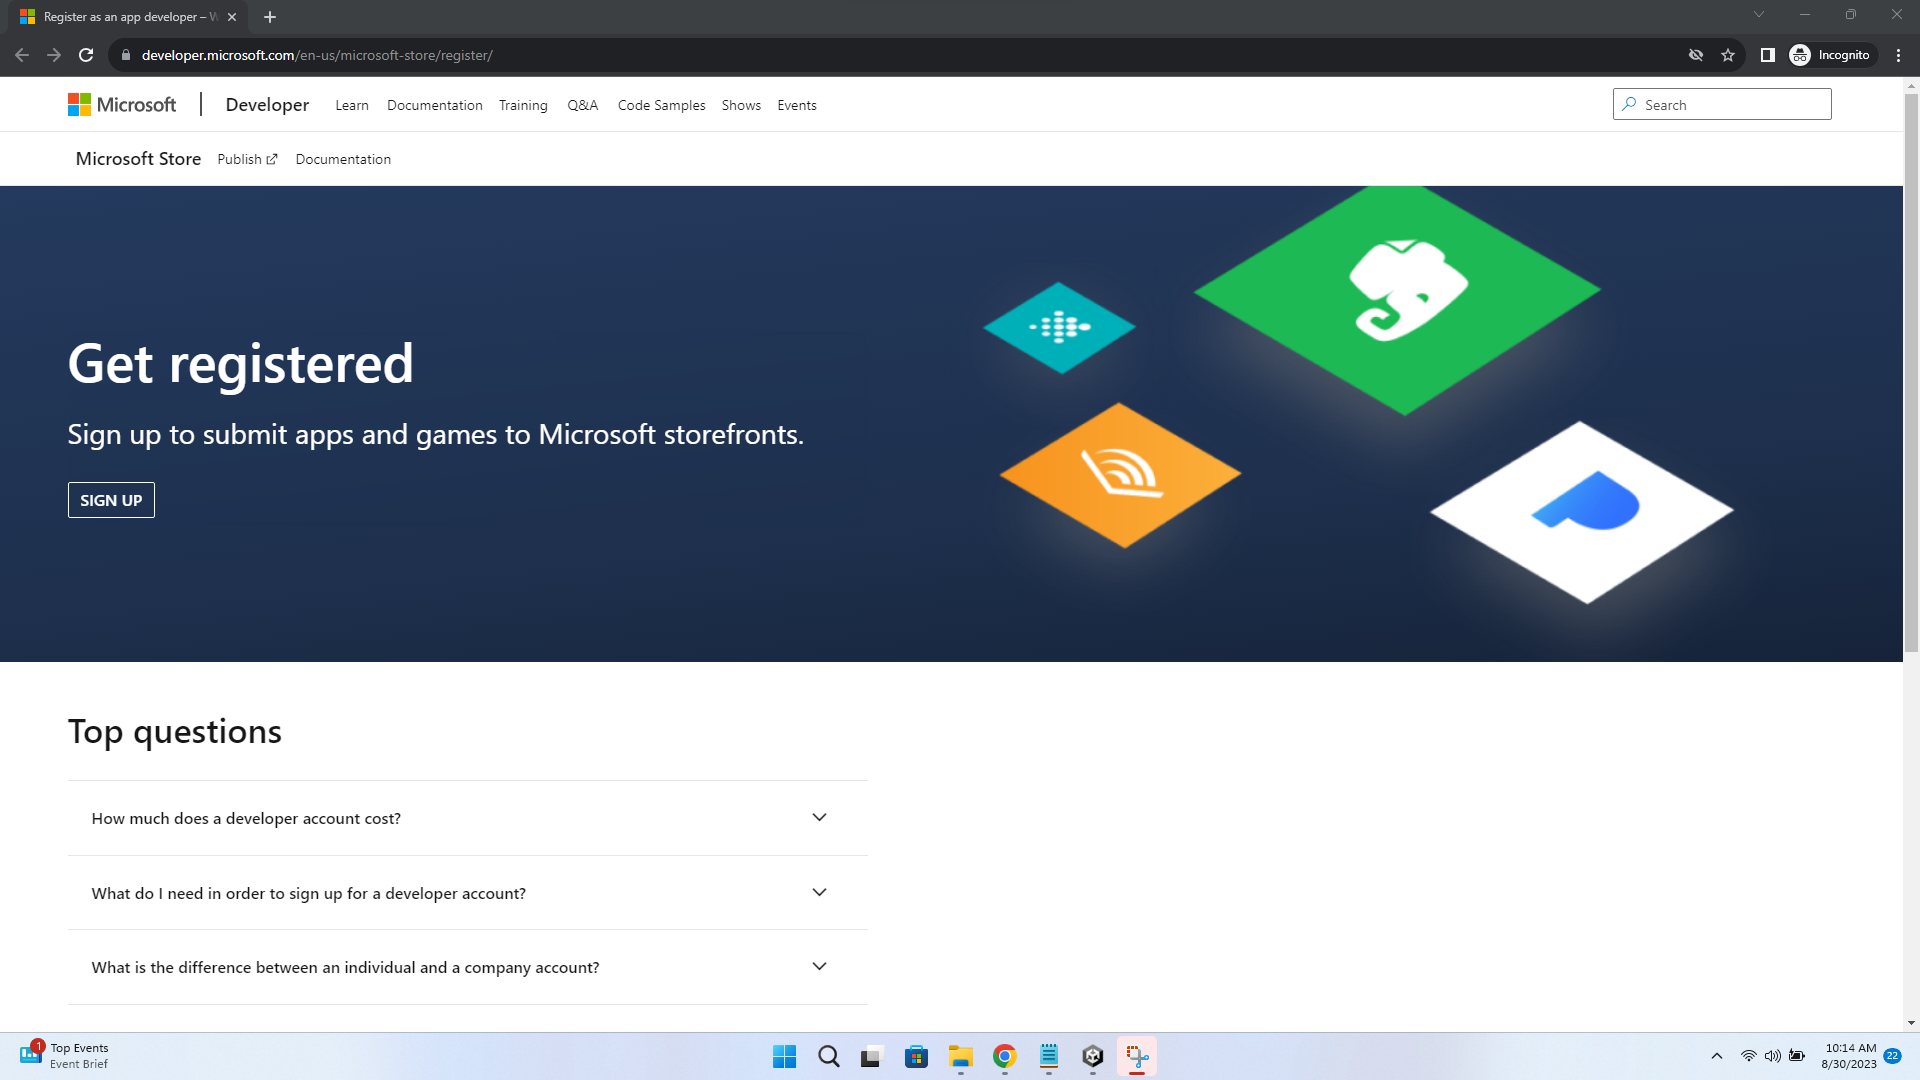 Register as an app developer – W
developer.microsoft.com/en-us/microsoft-store/register/
Incognito
Microsoft
Developer
Learn
Documentation
Training
Q&A
Code Samples
Shows
Events
Search
Microsoft Store
Publish
Documentation
Get registered
Sign up to submit apps and games to Microsoft storefronts.
SIGN UP
Top questions
How much does a developer account cost?
What do I need in order to sign up for a developer account?
What is the difference between an individual and a company account?
1
Top Events
Event Brief
10:14 AM
8/30/2023
22